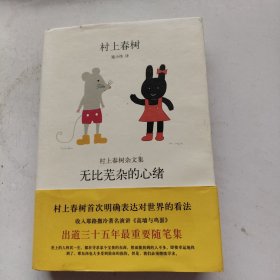 村上春树
施小炜 译
村上春树杂文集
无比芜杂的心绪
村上春树首次明确表达对世界的看法
收入耶路撒冷著名演讲《高墙与鸡蛋》
出道三十五年最重要随笔集